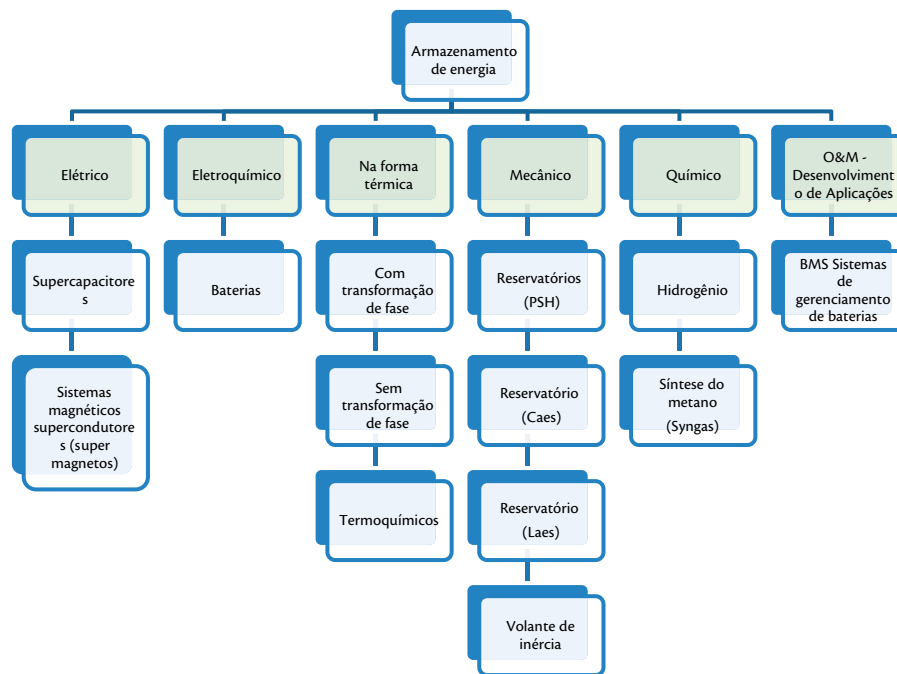 Armazenamento
de energia
Elétrico
Eletroquímico
Na forma
térmica
Mecânico
Químico
O&M -
Desenvolviment
o de Aplicações
Supercapacitore
s
Baterias
Com
transformação
de fase
Reservatórios
(PSH)
Hidrogênio
BMS Sistemas
de
gerenciamento
de baterias
Sistemas
magnéticos
supercondutore
s (super
magnetos)
Sem
transformação
de fase
Reservatório
(Caes)
Síntese do
metano
(Syngas)
Termoquímicos
Reservatório
(Laes)
Volante de
inércia